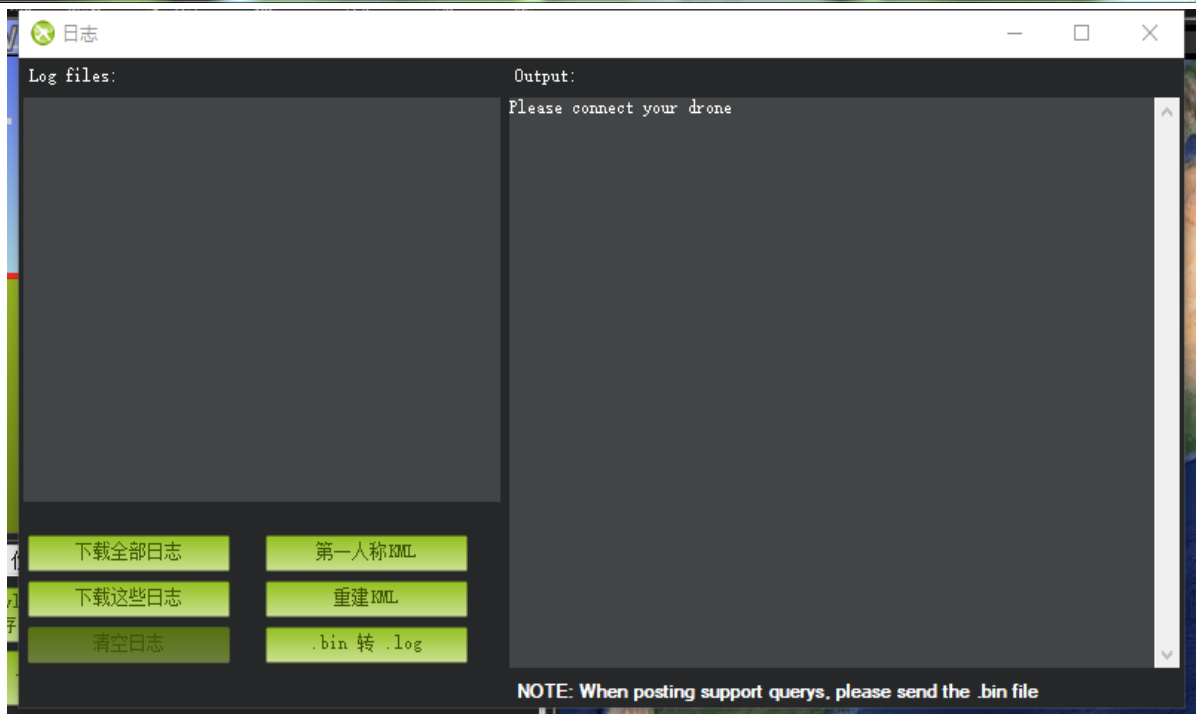 日志
Log files:
Output:
Please connect your drone
下载全部日志
第一人称KML
下载这些日志
重建KML
清空日志
.bin 转 .log
NOTE: When posting support querys, please send the .bin file